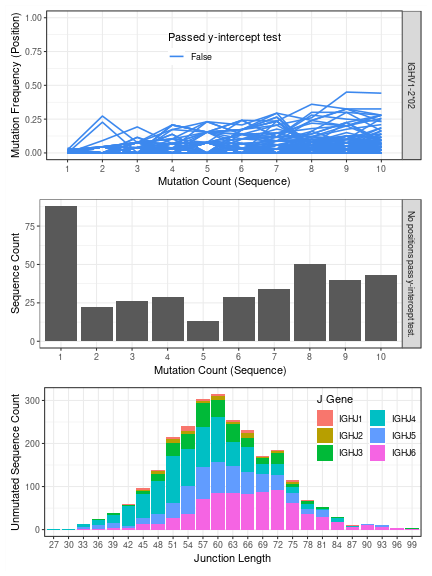 Passed y-intercept test
False
Mutation Frequency (Position)
1.00
0.75
0.50
0.25
0.00
IGHV1-2*02
1 2 3 4 5 6 7 8 9 10
Mutation Count (Sequence)
Sequence Count
75
50
25
0
No positions pass y-intercept test.
1 2 3 4 5 6 7 8 9 10
Mutation Count (Sequence)
Unmutated Sequence Count
300
200
100
0
J Gene
IGHJ1 IGHJ4
IGHJ2 IGHJ5
IGHJ3 IGHJ6
27 30 33 36 39 42 45 48 51 54 57 60 63 66 69 72 75 78 81 84 87 90 93 96 99
Junction Length